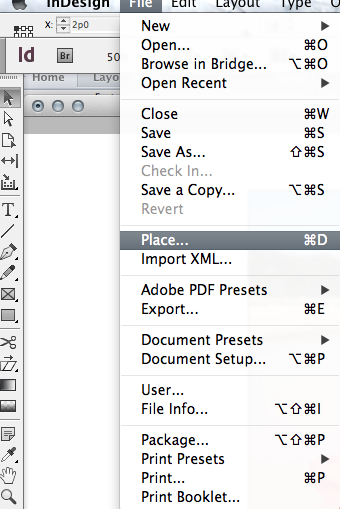 InDesign File Edit Layout Type O
X: 2p0
Id Br 50
Home Layou
New
Open... ⌘O
Browse in Bridge... ⌥⌘O
Open Recent
Close ⌘W
Save ⌘S
Save As... ⇧⌘S
Check In...
Save a Copy... ⌥⌘S
Revert
Place... ⌘D
Import XML...
Adobe PDF Presets
Export... ⌘E
Document Presets
Document Setup... ⌥⌘P
User...
File Info... ⌥⇧⌘I
Package... ⌥⇧⌘P
Print Presets
Print... ⌘P
Print Booklet...
T